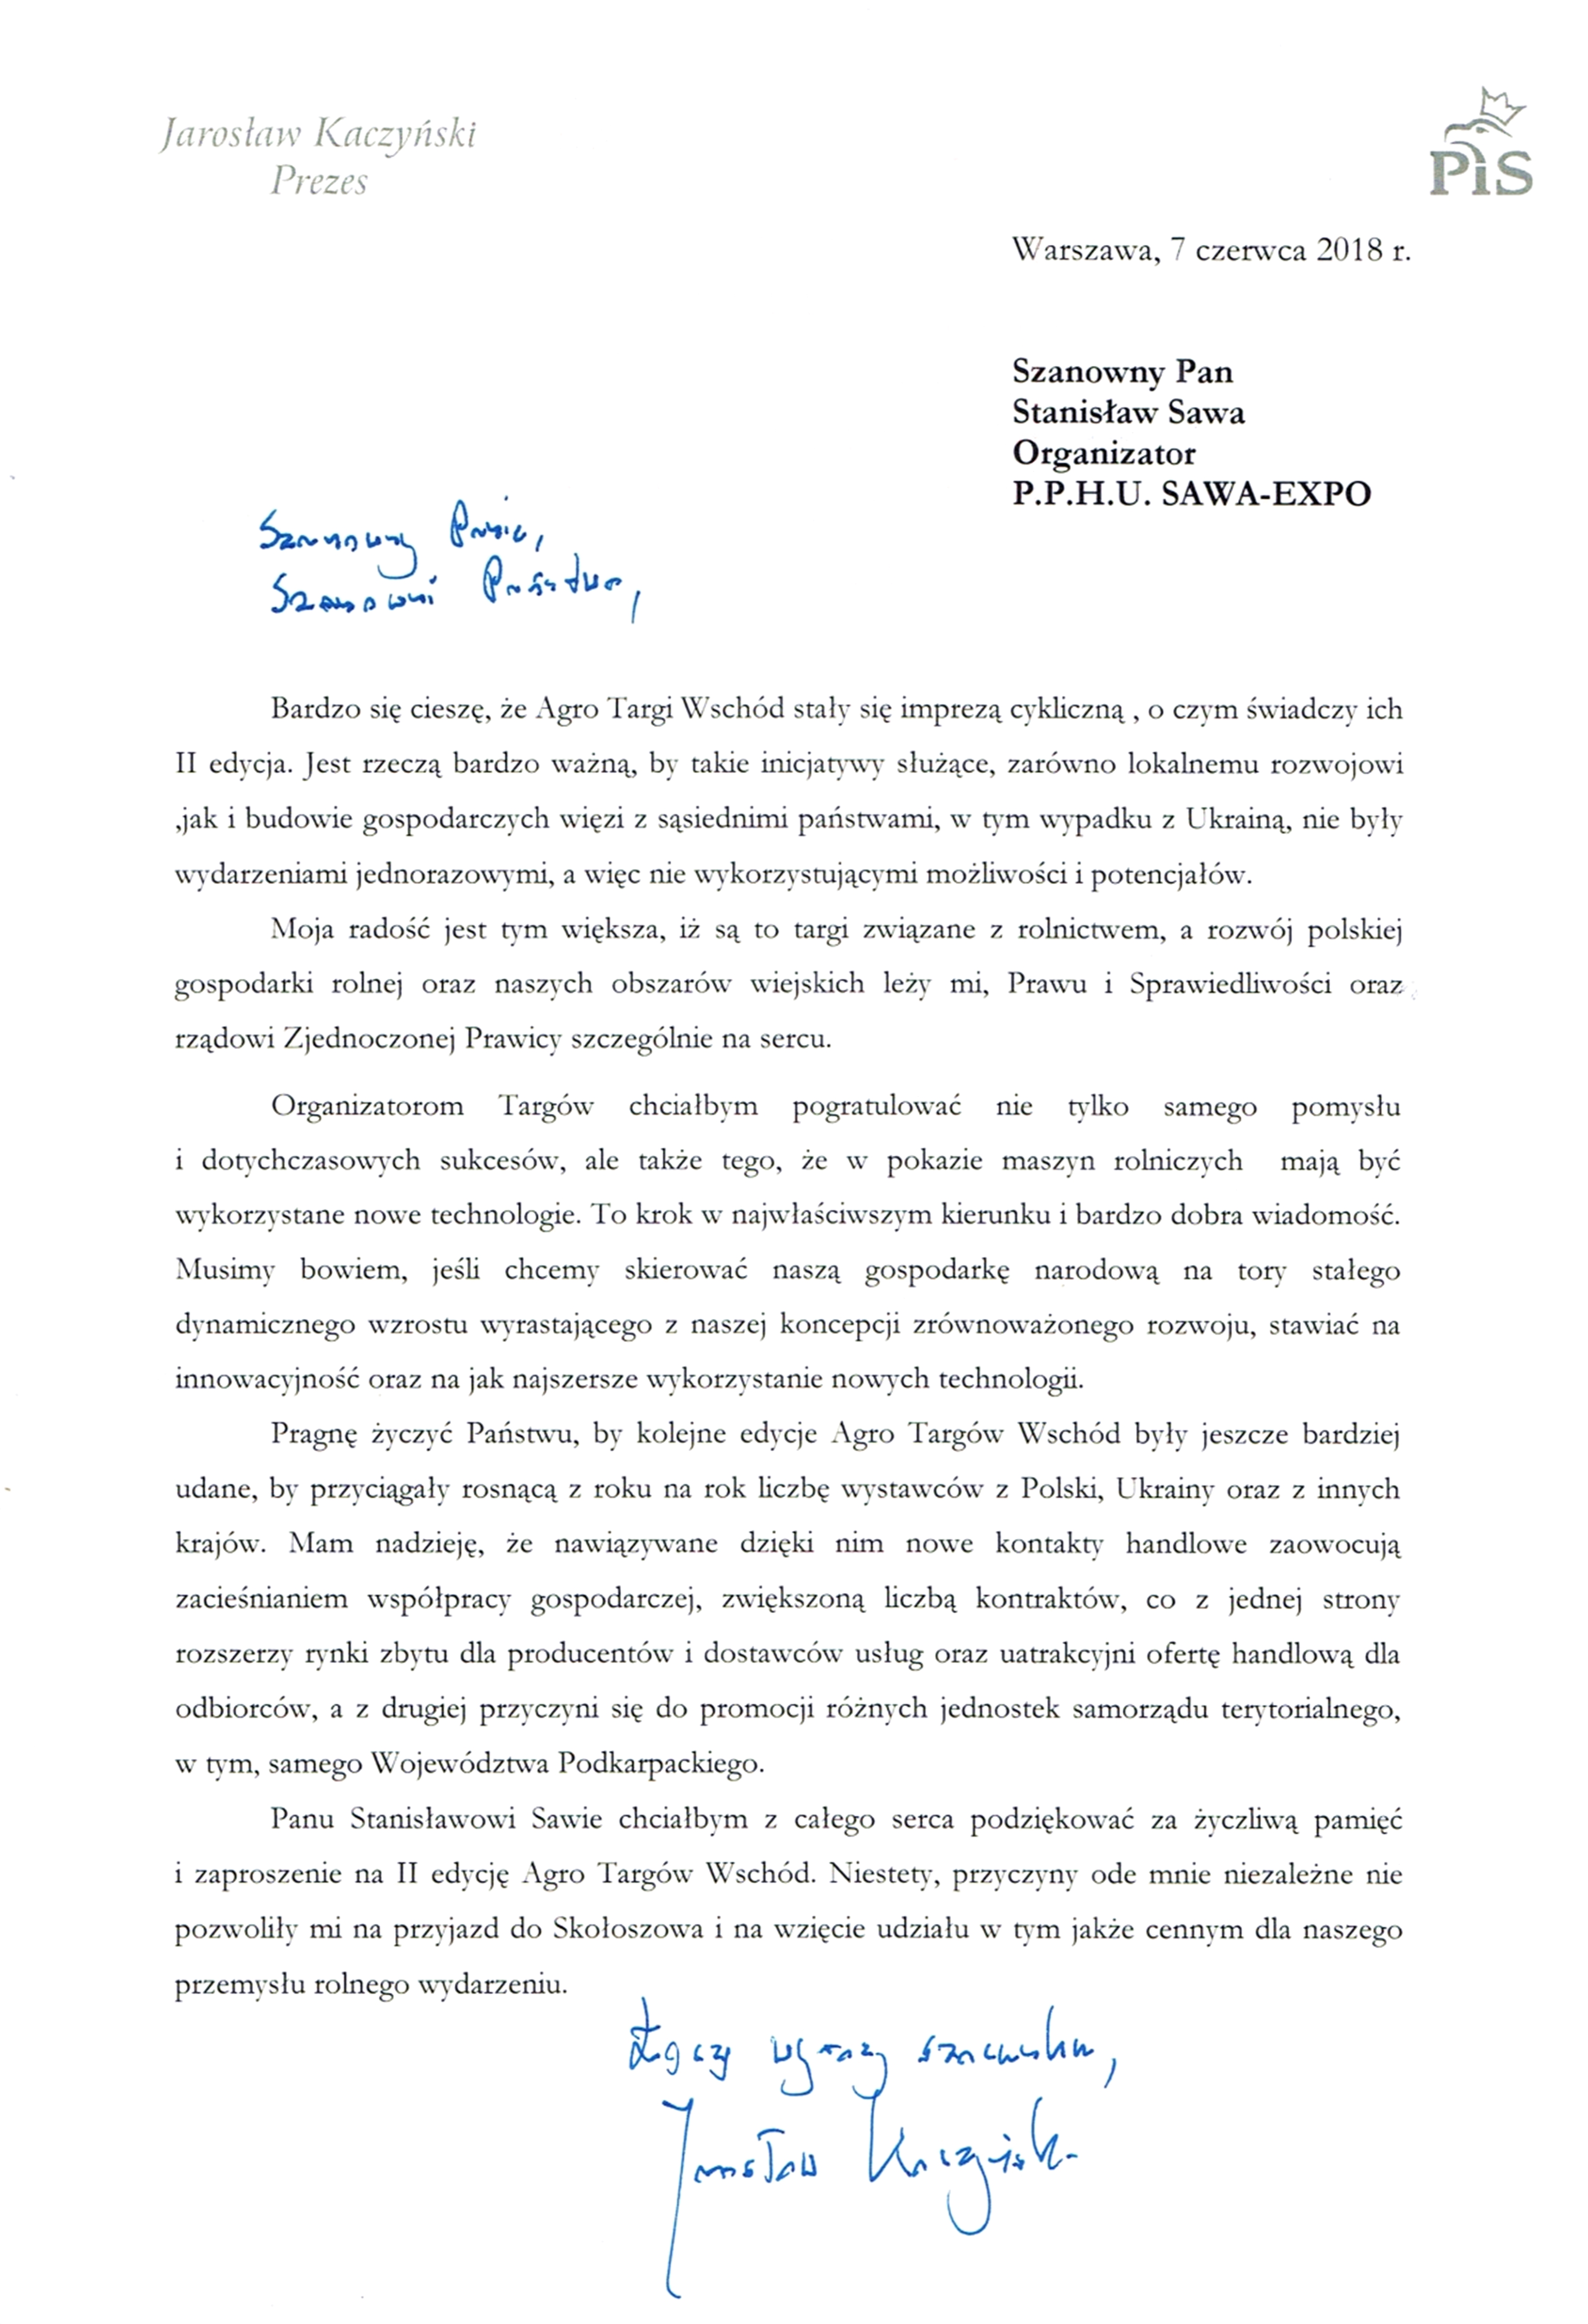 Jarosław Kaczyński
Prezes
PiS
Warszawa, 7 czerwca 2018 r.
Szanowny Pan
Stanisław Sawa
Organizator
P.P.H.U. SAWA-EXPO
Szanowny Panie,
Szanowni Państwo,
Bardzo się cieszę, że Agro Targi Wschód stały się imprezą cykliczną , o czym świadczy ich
II edycja. Jest rzeczą bardzo ważną, by takie inicjatywy służące, zarówno lokalnemu rozwojowi
,jak i budowie gospodarczych więzi z sąsiednimi państwami, w tym wypadku z Ukrainą, nie były
wydarzeniami jednorazowymi, a więc nie wykorzystującymi możliwości i potencjałów.
Moja radość jest tym większa, iż są to targi związane z rolnictwem, a rozwój polskiej
gospodarki rolnej oraz naszych obszarów wiejskich leży mi, Prawu i Sprawiedliwości oraz
rządowi Zjednoczonej Prawicy szczególnie na sercu.
Organizatorom Targów chciałbym pogratulować nie tylko samego pomysłu
i dotychczasowych sukcesów, ale także tego, że w pokazie maszyn rolniczych mają być
wykorzystane nowe technologie. To krok w najwłaściwszym kierunku i bardzo dobra wiadomość.
Musimy bowiem, jeśli chcemy skierować naszą gospodarkę narodową na tory stałego
dynamicznego wzrostu wyrastającego z naszej koncepcji zrównoważonego rozwoju, stawiać na
innowacyjność oraz na jak najszersze wykorzystanie nowych technologii.
Pragnę życzyć Państwu, by kolejne edycje Agro Targów Wschód były jeszcze bardziej
udane, by przyciągały rosnącą z roku na rok liczbę wystawców z Polski, Ukrainy oraz z innych
krajów. Mam nadzieję, że nawiązywane dzięki nim nowe kontakty handlowe zaowocują
zacieśnianiem współpracy gospodarczej, zwiększoną liczbą kontraktów, co z jednej strony
rozszerzy rynki zbytu dla producentów i dostawców usług oraz uatrakcyjni ofertę handlową dla
odbiorców, a z drugiej przyczyni się do promocji różnych jednostek samorządu terytorialnego,
w tym, samego Województwa Podkarpackiego.
Panu Stanisławowi Sawie chciałbym z całego serca podziękować za życzliwą pamięć
i zaproszenie na II edycję Agro Targów Wschód. Niestety, przyczyny ode mnie niezależne nie
pozwoliły mi na przyjazd do Skołoszowa i na wzięcie udziału w tym jakże cennym dla naszego
przemysłu rolnego wydarzeniu.
Łączy wyrazy szacunku,
Jarosław Kaczyński